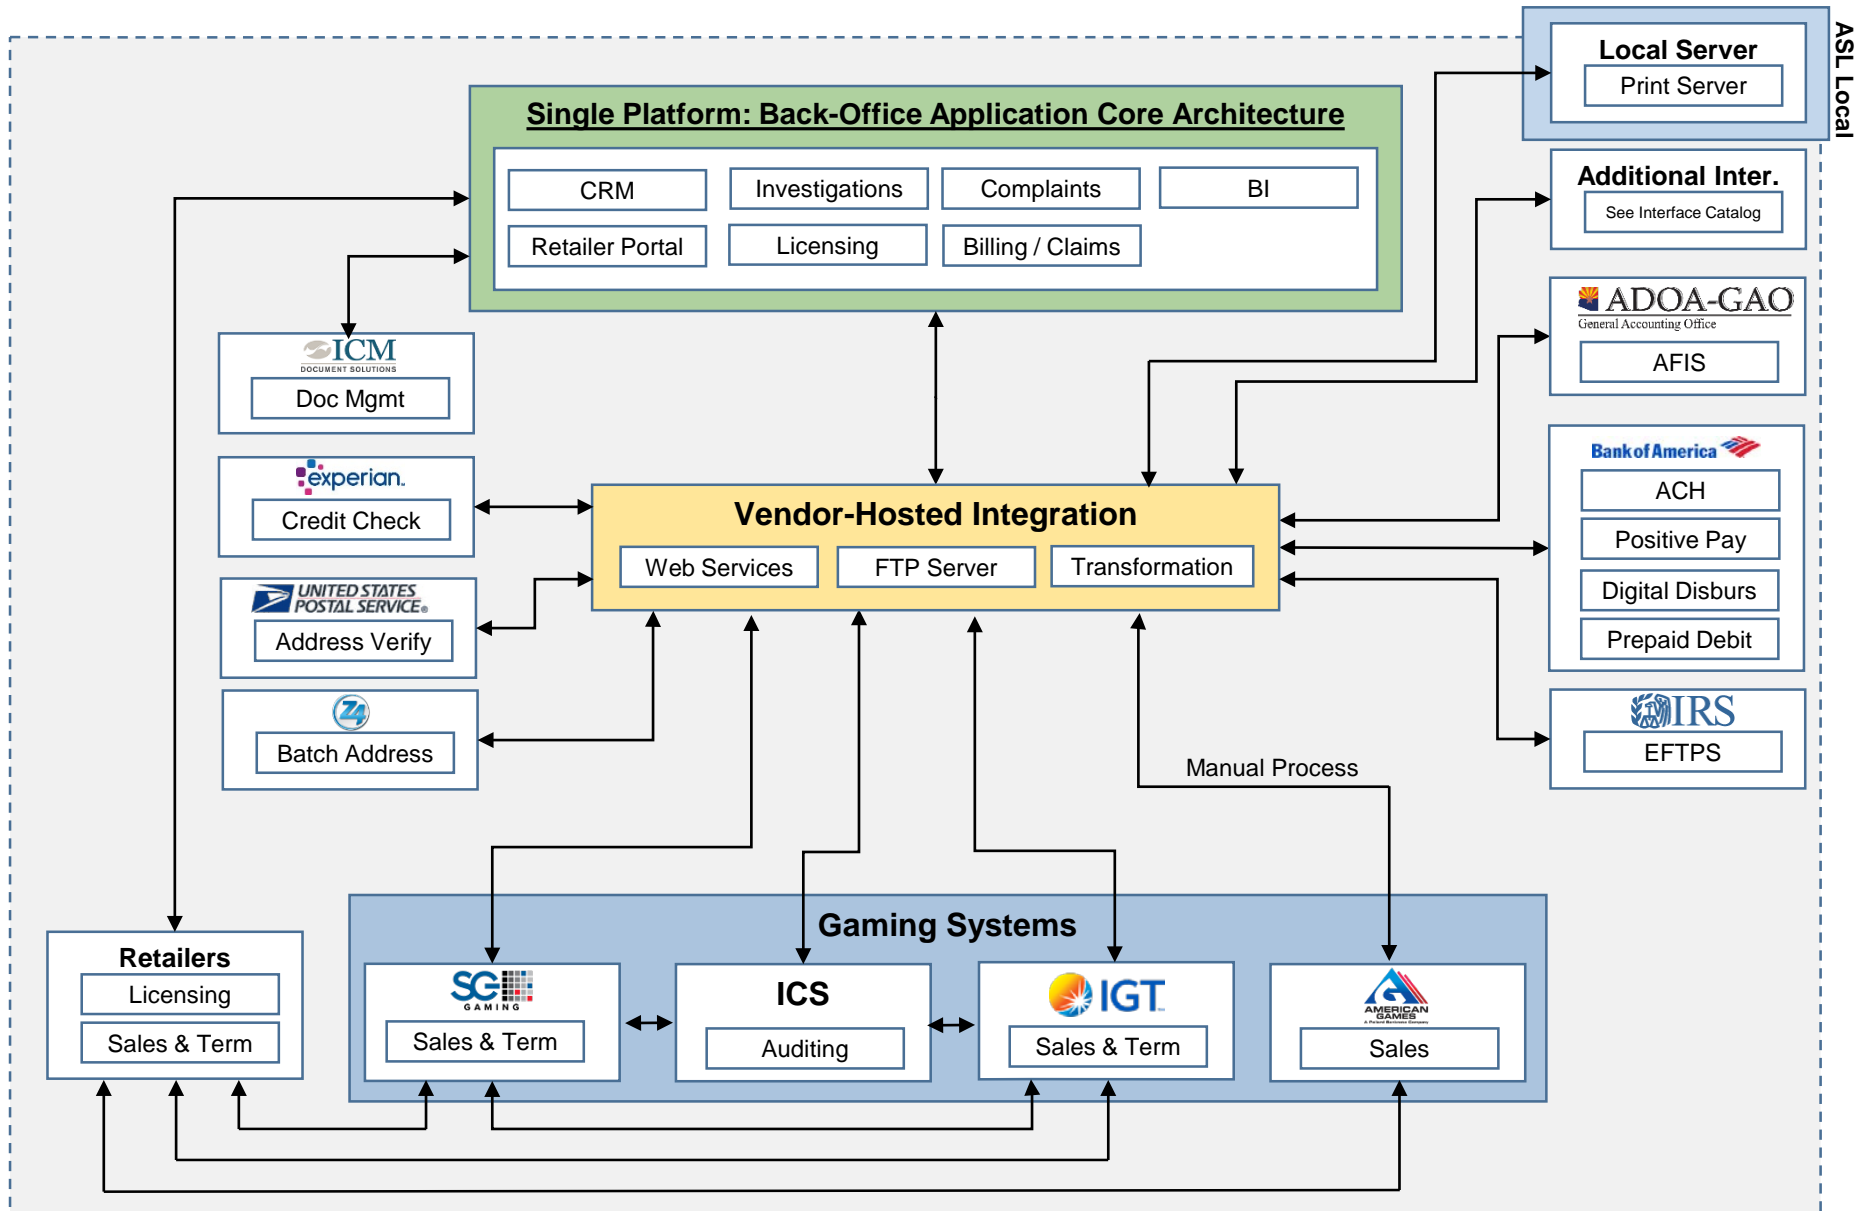 Local Server
Print Server
ASL Local
Single Platform: Back-Office Application Core Architecture
CRM
Investigations
Complaints
BI
Retailer Portal
Licensing
Billing / Claims
Additional Inter.
See Interface Catalog
ADOA-GAO
General Accounting Office
AFIS
ICM
DOCUMENT SOLUTIONS
Doc Mgmt
experian.
Credit Check
UNITED STATES
POSTAL SERVICE®
Address Verify
Z4
Batch Address
Vendor-Hosted Integration
Web Services
FTP Server
Transformation
Bank of America
ACH
Positive Pay
Digital Disburs
Prepaid Debit
IRS
EFTPS
Manual Process
Gaming Systems
Retailers
Licensing
Sales & Term
SG
GAMING
Sales & Term
ICS
Auditing
IGT
Sales & Term
AMERICAN
GAMES
Sales